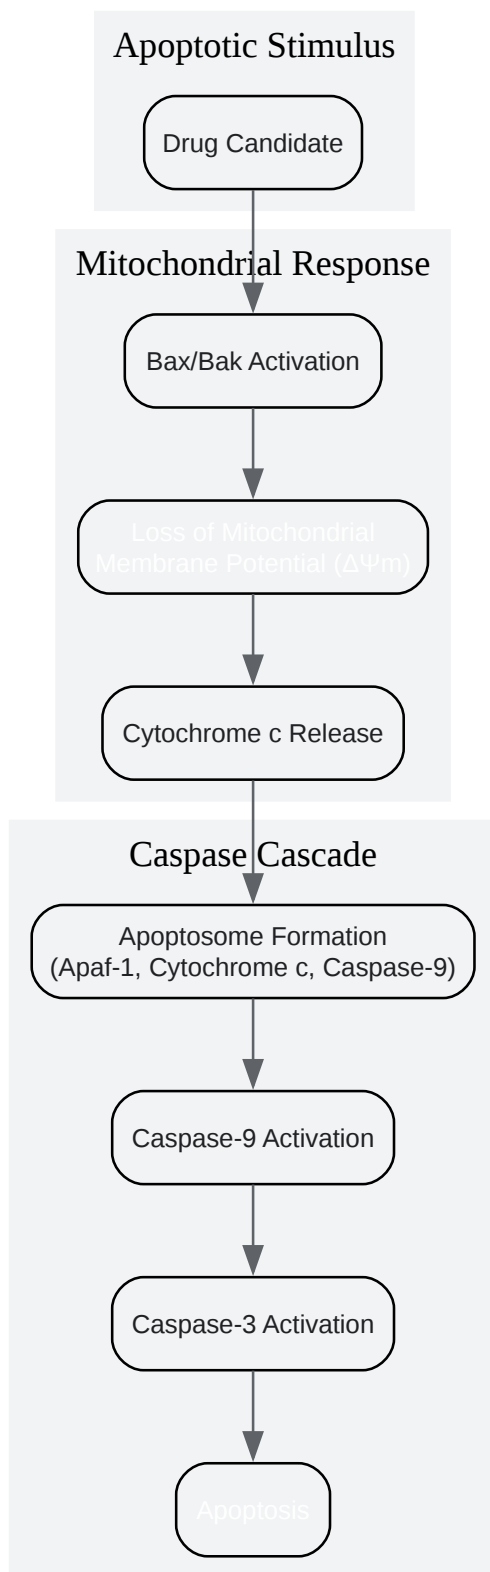 Apoptotic Stimulus
Drug Candidate
Mitochondrial Response
Bax/Bak Activation
Loss of Mitochondrial
Membrane Potential (ΔΨm)
Cytochrome c Release
Caspase Cascade
Apoptosome Formation
(Apaf-1, Cytochrome c, Caspase-9)
Caspase-9 Activation
Caspase-3 Activation
Apoptosis